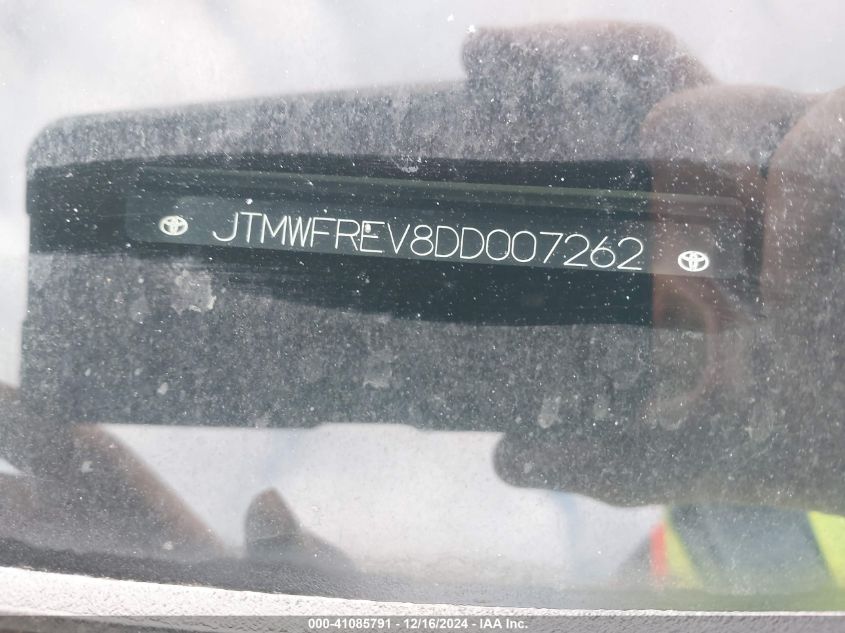 JTMWFREV8DD007262
000-41085791 - 12/16/2024 - IAA Inc.